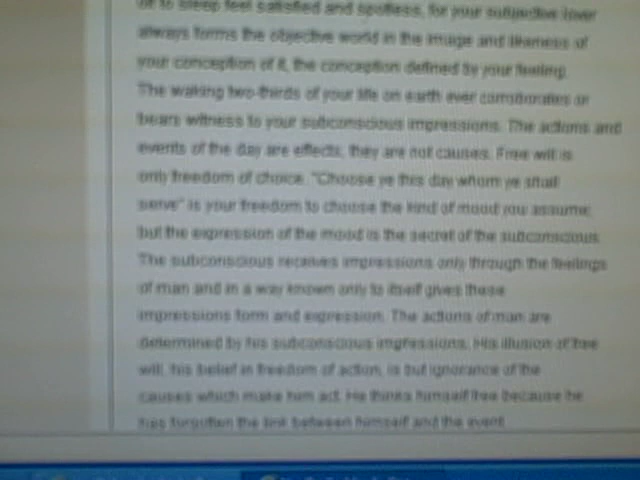 or to sleep feel satisfied and spotless, for your subjective lover
always forms the objective world in the image and likeness of
your conception of it, the conception defined by your feeling.
The waking two-thirds of your life on earth ever corroborates or
bears witness to your subconscious impressions. The actions and
events of the day are effects; they are not causes. Free will is
only freedom of choice. "Choose ye this day whom ye shall
serve" is your freedom to choose the kind of mood you assume;
but the expression of the mood is the secret of the subconscious.
The subconscious receives impressions only through the feelings
of man and in a way known only to itself gives these
impressions form and expression. The actions of man are
determined by his subconscious impressions. His illusion of free
will, his belief in freedom of action, is but ignorance of the
causes which make him act. He thinks himself free because he
has forgotten the link between himself and the event.